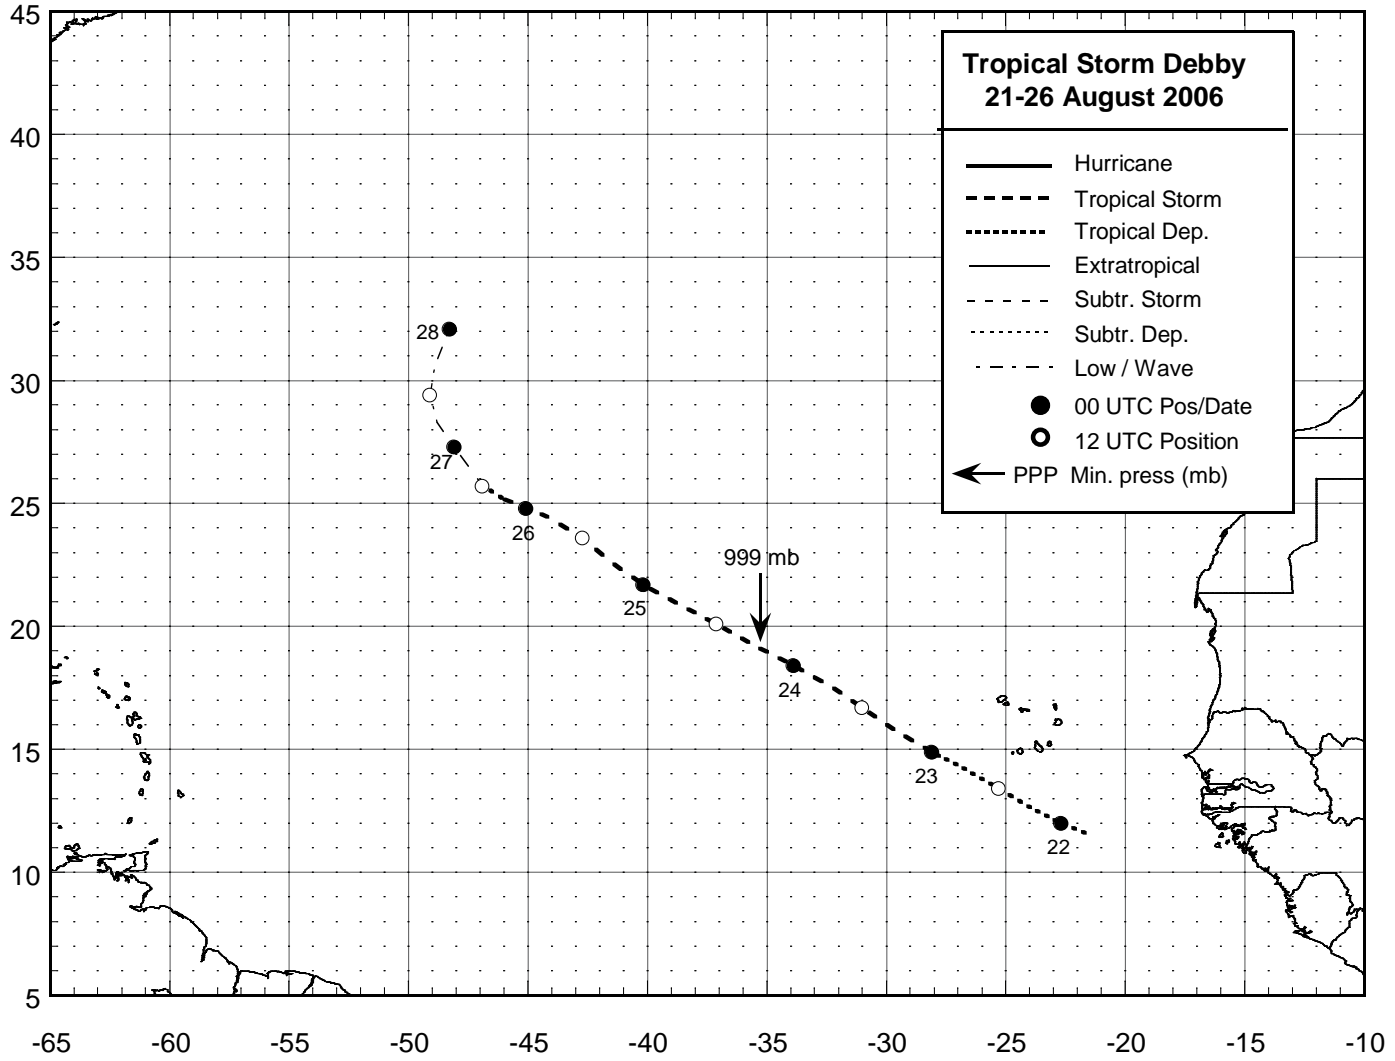 45
40
35
30
25
20
15
10
5
-65 -60 -55 -50 -45 -40 -35 -30 -25 -20 -15 -10
Tropical Storm Debby
21-26 August 2006
Hurricane
Tropical Storm
Tropical Dep.
Extratropical
Subtr. Storm
Subtr. Dep.
Low / Wave
00 UTC Pos/Date
12 UTC Position
PPP Min. press (mb)
28
27
26
999 mb
25
24
23
22